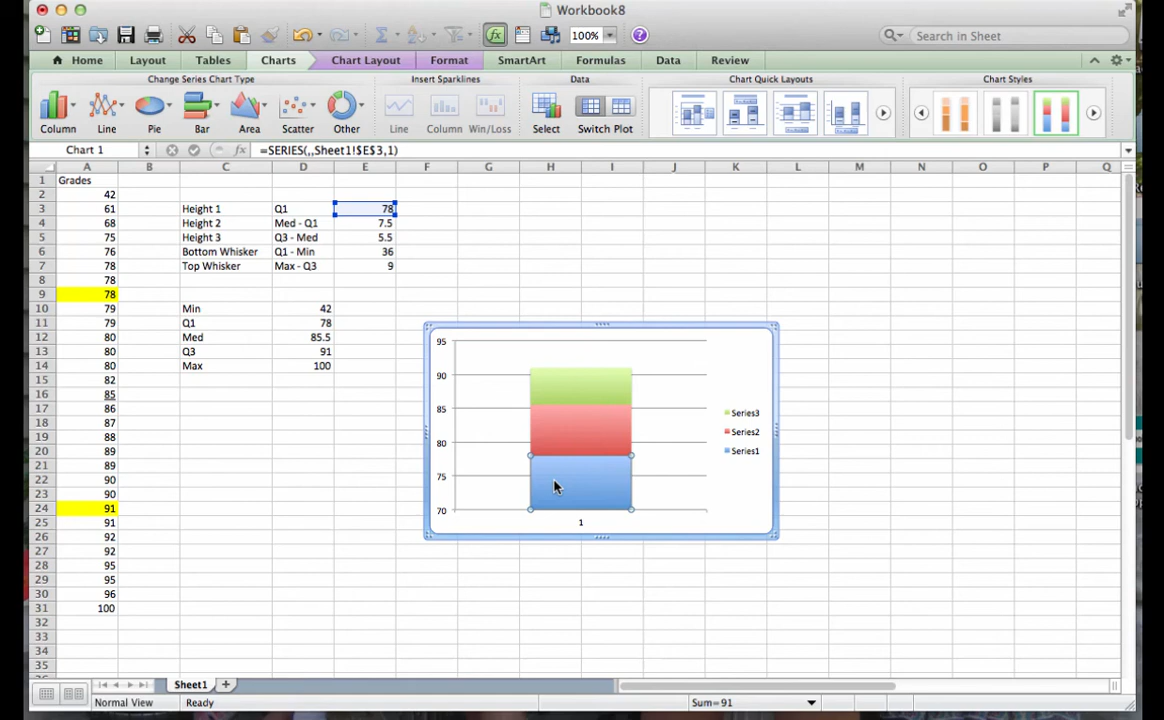 Workbook8
100%
Search in Sheet
Home Layout Tables Charts Chart Layout Format SmartArt Formulas Data Review
Change Series Chart Type Insert Sparklines Data Chart Quick Layouts Chart Styles
Column Line Pie Bar Area Scatter Other Line Column Win/Loss Select Switch Plot
Chart 1 fx =SERIES(,,Sheet1!$E$3,1)
A B C D E F G H I J K L M N O P Q
1 Grades
2 42
3 61 Height 1 Q1 78
4 68 Height 2 Med - Q1 7.5
5 75 Height 3 Q3 - Med 5.5
6 76 Bottom Whisker Q1 - Min 36
7 78 Top Whisker Max - Q3 9
8 78
9 78
10 79 Min 42
11 79 Q1 78
12 80 Med 85.5
13 80 Q3 91
14 80 Max 100
15 82
16 85
17 86
18 87
19 88
20 89
21 89
22 90
23 90
24 91
25 91
26 92
27 92
28 95
29 95
30 96
31 100
32
33
34
35
95
90
85
80
75
70
1
Series3
Series2
Series1
Sheet1
Normal View Ready Sum=91